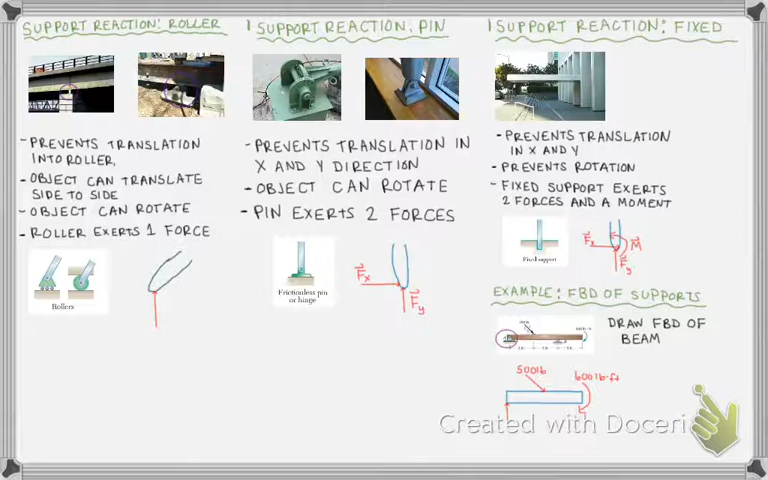 SUPPORT REACTION: ROLLER
- PREVENTS TRANSLATION
INTO ROLLER.
- OBJECT CAN TRANSLATE
SIDE TO SIDE
- OBJECT CAN ROTATE
- ROLLER EXERTS 1 FORCE
Rollers
SUPPORT REACTION: PIN
- PREVENTS TRANSLATION IN
X AND Y DIRECTION
- OBJECT CAN ROTATE
- PIN EXERTS 2 FORCES
Frictionless pin
or hinge
Fx
Fy
SUPPORT REACTION: FIXED
- PREVENTS TRANSLATION
IN X AND Y
- PREVENTS ROTATION
- FIXED SUPPORT EXERTS
2 FORCES AND A MOMENT
Fixed support
Fx
M
Fy
EXAMPLE: FBD OF SUPPORTS
DRAW FBD OF
BEAM
500lb
600lb·ft
Created with Doceri